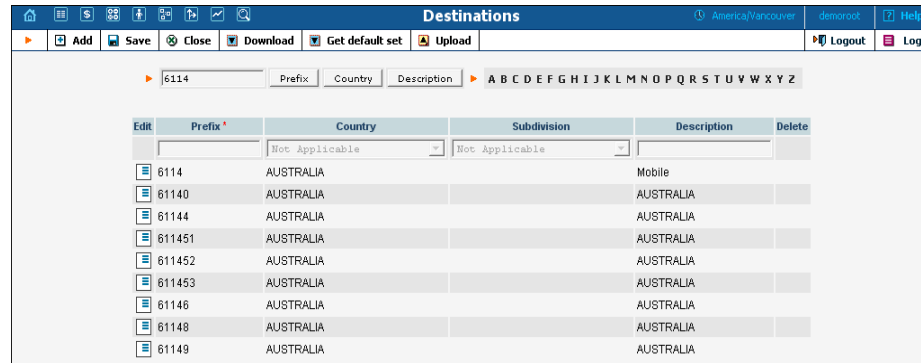 Destinations America/Vancouver demoroot Help
Add Save Close Download Get default set Upload Logout Log
6114 Prefix Country Description A B C D E F G H I J K L M N O P Q R S T U V W X Y Z
Edit Prefix * Country Subdivision Description Delete
Not Applicable Not Applicable
6114 AUSTRALIA Mobile
61140 AUSTRALIA AUSTRALIA
61144 AUSTRALIA AUSTRALIA
611451 AUSTRALIA AUSTRALIA
611452 AUSTRALIA AUSTRALIA
611453 AUSTRALIA AUSTRALIA
61146 AUSTRALIA AUSTRALIA
61148 AUSTRALIA AUSTRALIA
61149 AUSTRALIA AUSTRALIA